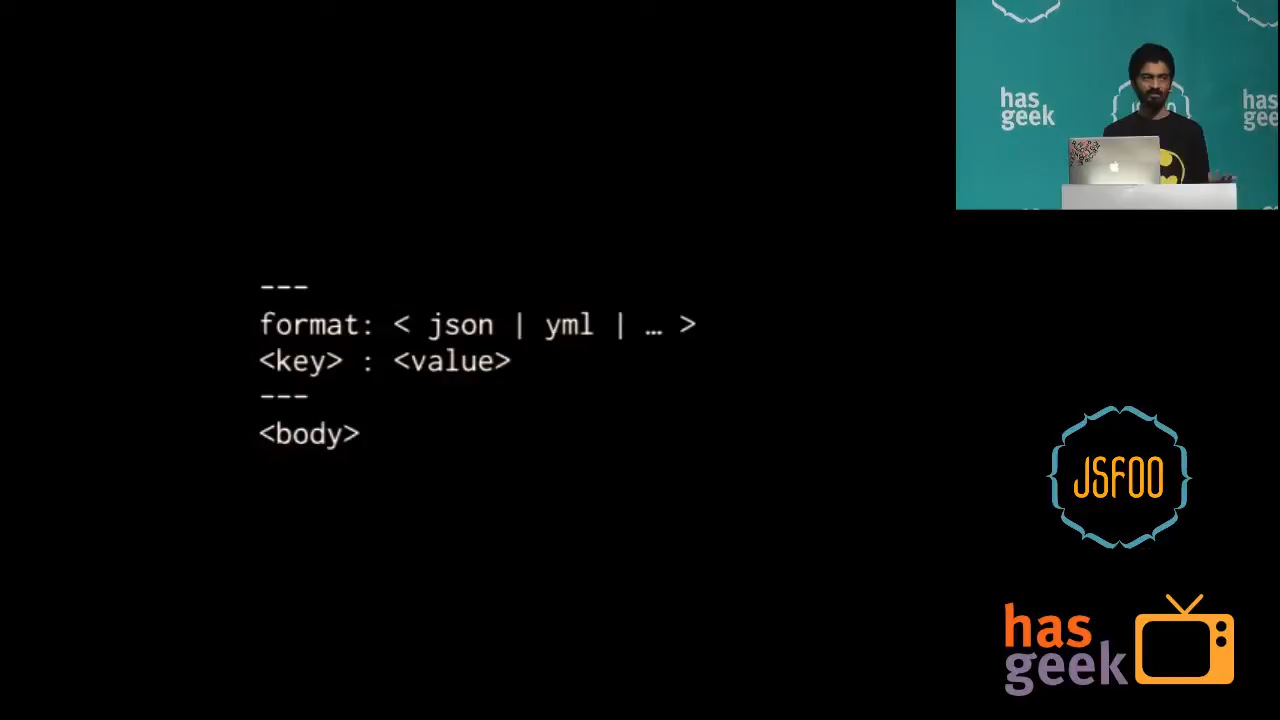 has
geek
has
geek
---
format: < json | yml | … >
<key> : <value>
---
<body>
JSFOO
has
geek